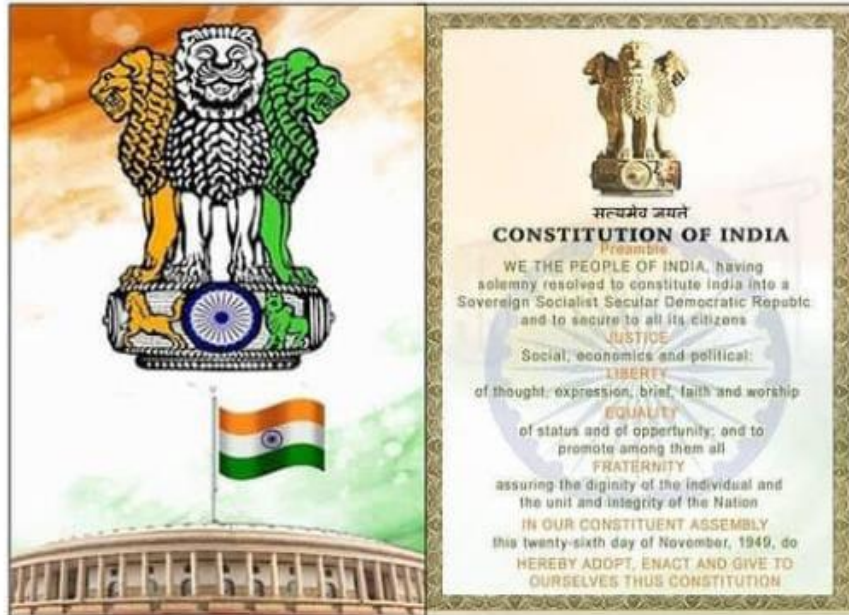 सत्यमेव जयते
CONSTITUTION OF INDIA
Preamble
WE THE PEOPLE OF INDIA, having
solemny resolved to constitute India into a
Sovereign Socialist Secular Democratic Republc
and to secure to all its citizens
JUSTICE
Social, economics and political:
LIBERTY
of thought, expression, brief, faith and worship
EQUALITY
of status and of oppertunity; and to
promote among them all
FRATERNITY
assuring the diginity of the individual and
the unit and integrity of the Nation
IN OUR CONSTITUENT ASSEMBLY
this twenty-sixth day of November, 1949, do
HEREBY ADOPT, ENACT AND GIVE TO
OURSELVES THUS CONSTITUTION